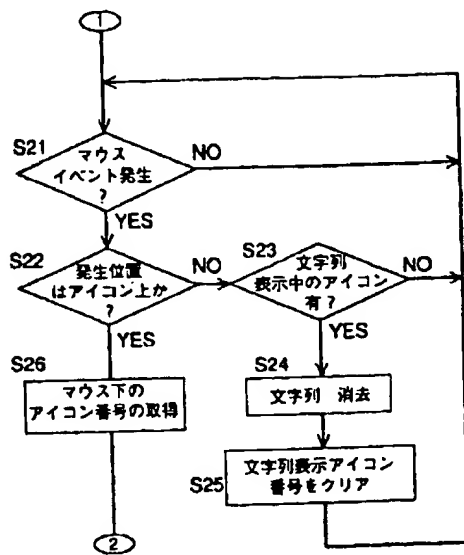 1
S21
マウス
イベント発生
?
NO
YES
S22
発生位置
はアイコン上か
?
NO
YES
S23
文字列
表示中のアイコン
有?
NO
YES
S24
文字列 消去
S25
文字列表示アイコン
番号をクリア
S26
マウス下の
アイコン番号の取得
2